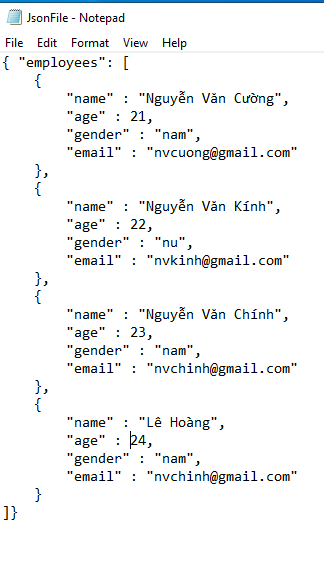 JsonFile - Notepad
File Edit Format View Help
{ "employees": [
    {
        "name" : "Nguyễn Văn Cường",
        "age" : 21,
        "gender" : "nam",
        "email" : "nvcuong@gmail.com"
    },
    {
        "name" : "Nguyễn Văn Kính",
        "age" : 22,
        "gender" : "nu",
        "email" : "nvkinh@gmail.com"
    },
    {
        "name" : "Nguyễn Văn Chính",
        "age" : 23,
        "gender" : "nam",
        "email" : "nvchinh@gmail.com"
    },
    {
        "name" : "Lê Hoàng",
        "age" : 24,
        "gender" : "nam",
        "email" : "nvchinh@gmail.com"
    }
]}